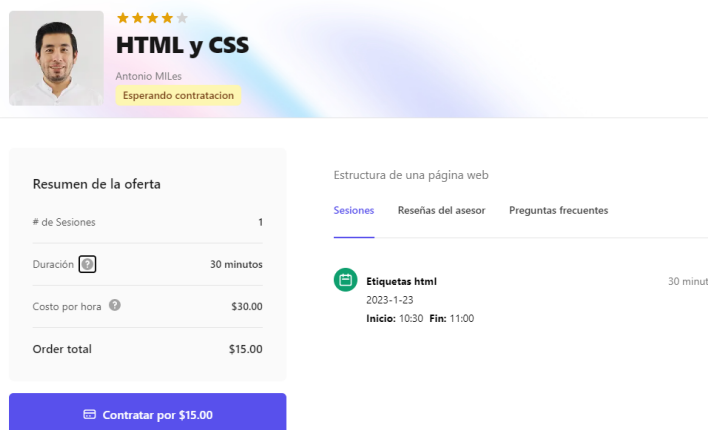 HTML y CSS
Antonio MILes
Esperando contratacion
Resumen de la oferta
# de Sesiones 1
Duración ? 30 minutos
Costo por hora ? $30.00
Order total $15.00
Contratar por $15.00
Estructura de una página web
Sesiones Reseñas del asesor Preguntas frecuentes
Etiquetas html 30 minut
2023-1-23
Inicio: 10:30 Fin: 11:00